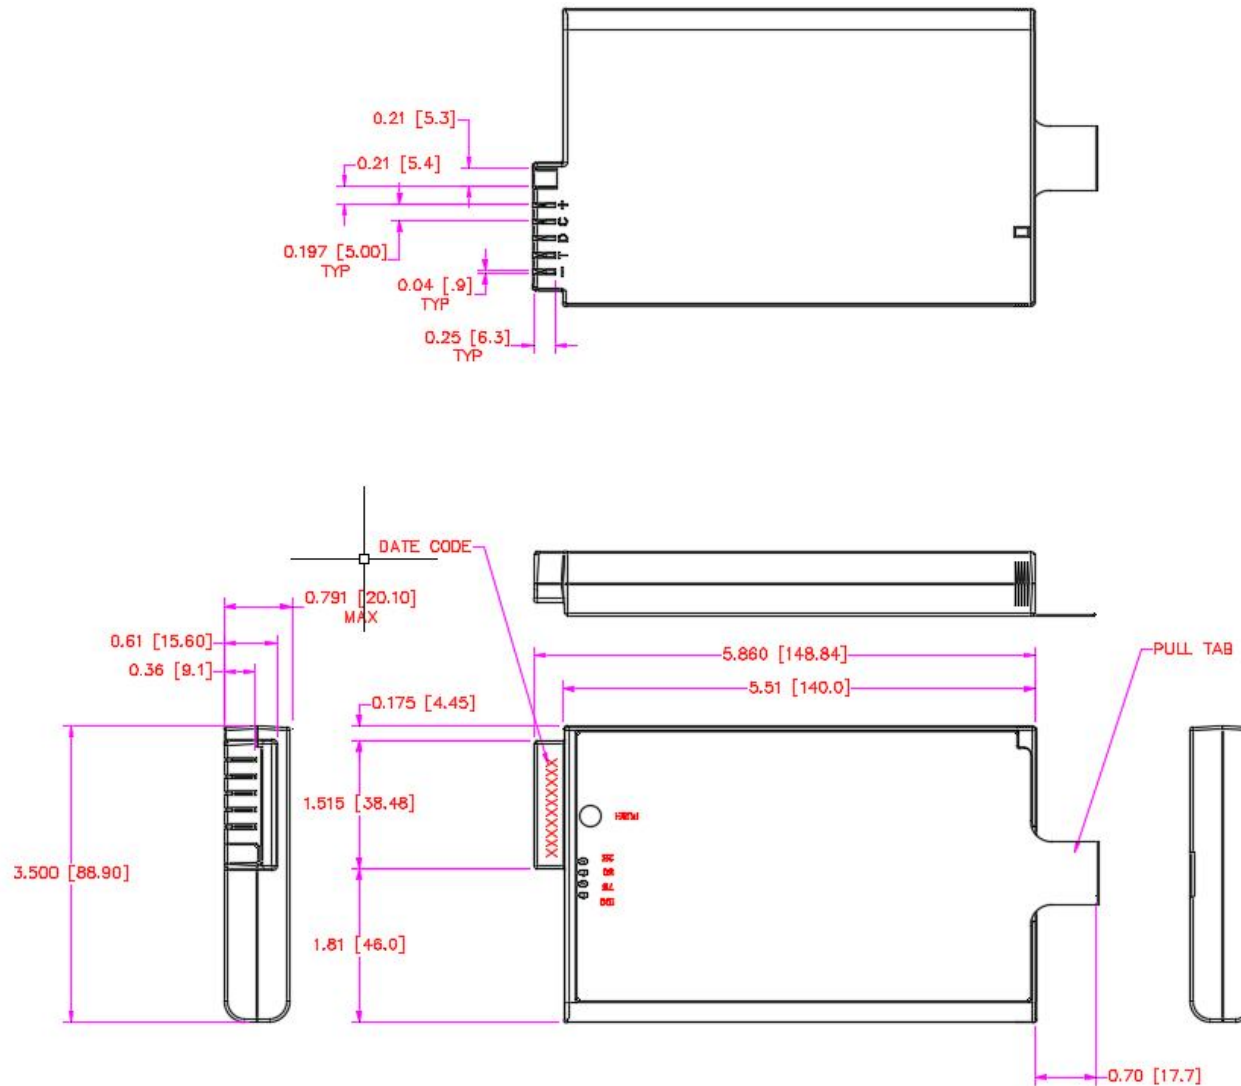 0.21 [5.3]
0.21 [5.4]
+
C
D
T
-
0.197 [5.00]
TYP
0.04 [.9]
TYP
0.25 [6.3]
TYP
DATE CODE
0.791 [20.10]
MAX
0.61 [15.60]
0.36 [9.1]
5.860 [148.84]
PULL TAB
5.51 [140.0]
0.175 [4.45]
XXXXXXXXX
1.515 [38.48]
3.500 [88.90]
1.81 [46.0]
0.70 [17.7]